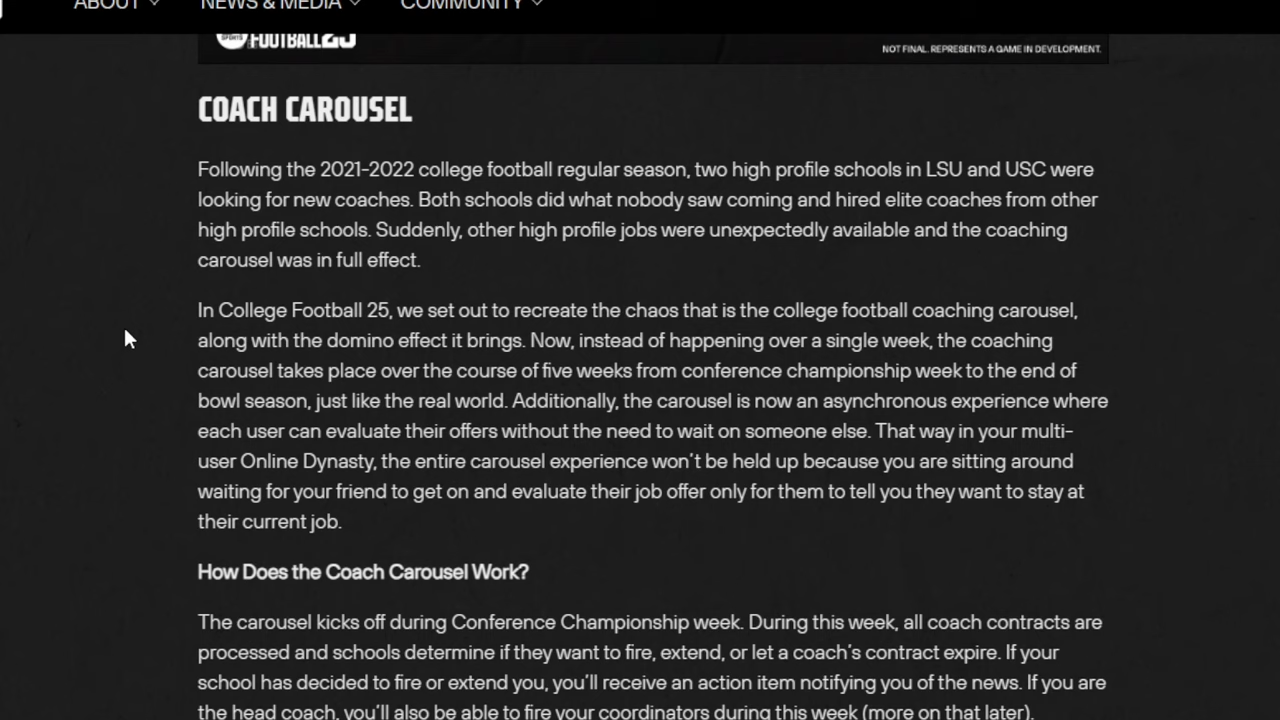 ABOUT NEWS & MEDIA COMMUNITY
SPORTS FOOTBALL 25
NOT FINAL. REPRESENTS A GAME IN DEVELOPMENT.
COACH CAROUSEL
Following the 2021-2022 college football regular season, two high profile schools in LSU and USC were
looking for new coaches. Both schools did what nobody saw coming and hired elite coaches from other
high profile schools. Suddenly, other high profile jobs were unexpectedly available and the coaching
carousel was in full effect.
In College Football 25, we set out to recreate the chaos that is the college football coaching carousel,
along with the domino effect it brings. Now, instead of happening over a single week, the coaching
carousel takes place over the course of five weeks from conference championship week to the end of
bowl season, just like the real world. Additionally, the carousel is now an asynchronous experience where
each user can evaluate their offers without the need to wait on someone else. That way in your multi-
user Online Dynasty, the entire carousel experience won't be held up because you are sitting around
waiting for your friend to get on and evaluate their job offer only for them to tell you they want to stay at
their current job.
How Does the Coach Carousel Work?
The carousel kicks off during Conference Championship week. During this week, all coach contracts are
processed and schools determine if they want to fire, extend, or let a coach's contract expire. If your
school has decided to fire or extend you, you'll receive an action item notifying you of the news. If you are
the head coach, you'll also be able to fire your coordinators during this week (more on that later).